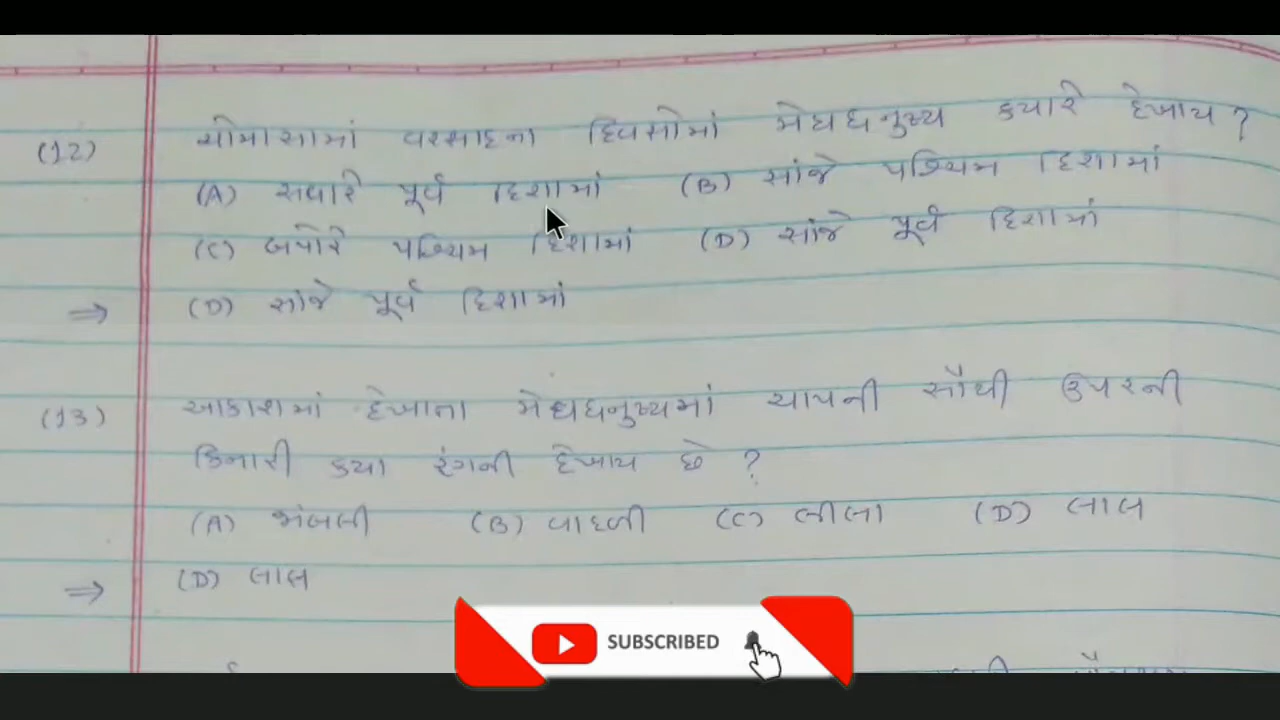 (12) ચોમાસામાં વરસાદના દિવસોમાં મેઘધનુષ્ય કયારે દેખાય ?
(A) સવારે પૂર્વ દિશામાં (B) સાંજે પશ્ચિમ દિશામાં
(C) બપોરે પશ્ચિમ દિશામાં (D) સાંજે પૂર્વ દિશામાં
⇒ (D) સાંજે પૂર્વ દિશામાં
(13) આકાશમાં દેખાતા મેઘધનુષ્યમાં ચાપની સૌથી ઉપરની
કિનારી કયા રંગની દેખાય છે ?
(A) જાંબલી (B) વાદળી (C) લીલા (D) લાલ
⇒ (D) લાલ
SUBSCRIBED